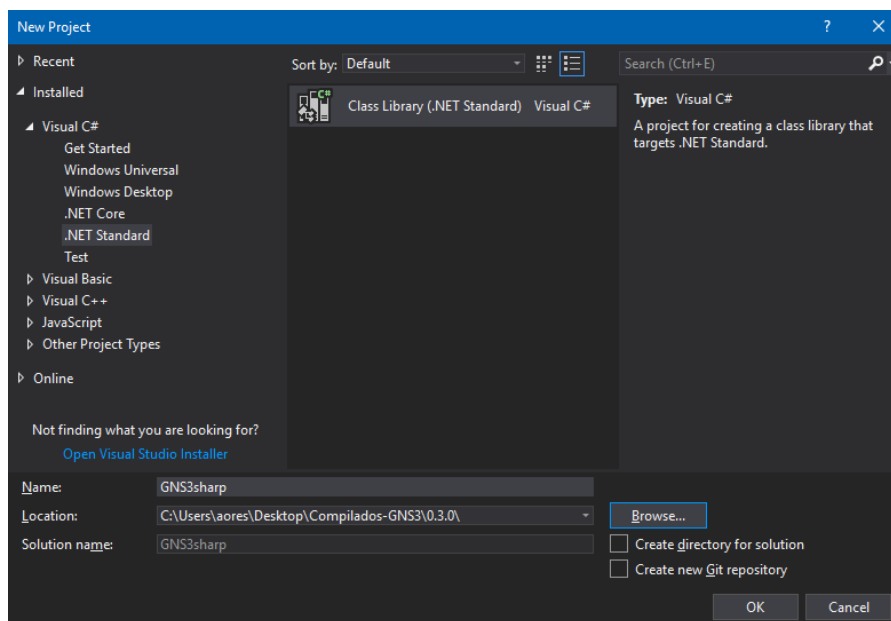 New Project
?
Recent
Installed
Visual C#
Get Started
Windows Universal
Windows Desktop
.NET Core
.NET Standard
Test
Visual Basic
Visual C++
JavaScript
Other Project Types
Online
Not finding what you are looking for?
Open Visual Studio Installer
Sort by: Default
C#
Class Library (.NET Standard) Visual C#
Search (Ctrl+E)
Type: Visual C#
A project for creating a class library that
targets .NET Standard.
Name: GNS3sharp
Location: C:\Users\aores\Desktop\Compilados-GNS3\0.3.0\ Browse...
Solution name: GNS3sharp
Create directory for solution
Create new Git repository
OK Cancel